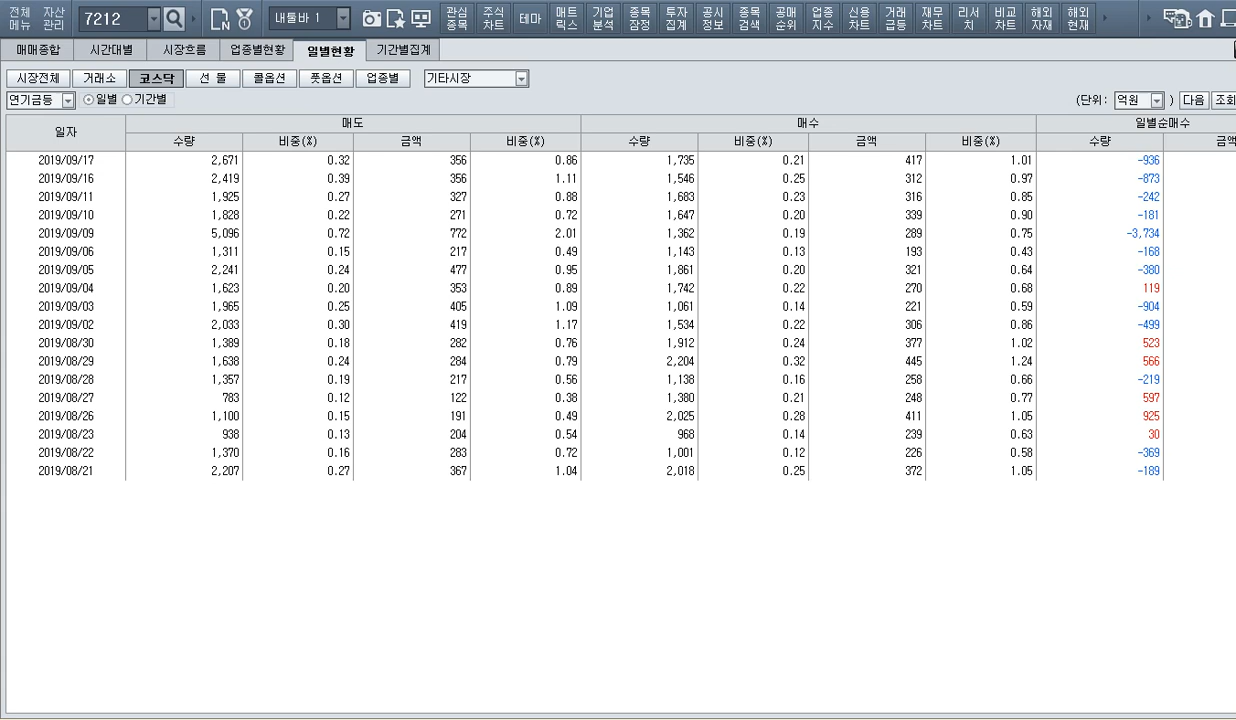 전체 자산 7212 내툴바 1 관심 주식 테마 매트 기업 종목 투자 공시 종목 공매 업종 신용 거래 재무 리서 비교 해외 해외
메뉴 관리 종목 차트 릭스 분석 잠정 집계 정보 검색 순위 지수 차트 급등 차트 치 차트 자재 현재
매매종합 시간대별 시장흐름 업종별현황 일별현황 기간별집계
시장전체 거래소 코스닥 선 물 콜옵션 풋옵션 업종별 기타시장
연기금등 일별 기간별 (단위: 억원 ) 다음 조회
일자 매도 매수 일별순매수
수량 비중(%) 금액 비중(%) 수량 비중(%) 금액 비중(%) 수량 금액
2019/09/17 2,671 0.32 356 0.86 1,735 0.21 417 1.01 -936
2019/09/16 2,419 0.39 356 1.11 1,546 0.25 312 0.97 -873
2019/09/11 1,925 0.27 327 0.88 1,683 0.23 316 0.85 -242
2019/09/10 1,828 0.22 271 0.72 1,647 0.20 339 0.90 -181
2019/09/09 5,096 0.72 772 2.01 1,362 0.19 289 0.75 -3,734
2019/09/06 1,311 0.15 217 0.49 1,143 0.13 193 0.43 -168
2019/09/05 2,241 0.24 477 0.95 1,861 0.20 321 0.64 -380
2019/09/04 1,623 0.20 353 0.89 1,742 0.22 270 0.68 119
2019/09/03 1,965 0.25 405 1.09 1,061 0.14 221 0.59 -904
2019/09/02 2,033 0.30 419 1.17 1,534 0.22 306 0.86 -499
2019/08/30 1,389 0.18 282 0.76 1,912 0.24 377 1.02 523
2019/08/29 1,638 0.24 284 0.79 2,204 0.32 445 1.24 566
2019/08/28 1,357 0.19 217 0.56 1,138 0.16 258 0.66 -219
2019/08/27 783 0.12 122 0.38 1,380 0.21 248 0.77 597
2019/08/26 1,100 0.15 191 0.49 2,025 0.28 411 1.05 925
2019/08/23 938 0.13 204 0.54 968 0.14 239 0.63 30
2019/08/22 1,370 0.16 283 0.72 1,001 0.12 226 0.58 -369
2019/08/21 2,207 0.27 367 1.04 2,018 0.25 372 1.05 -189